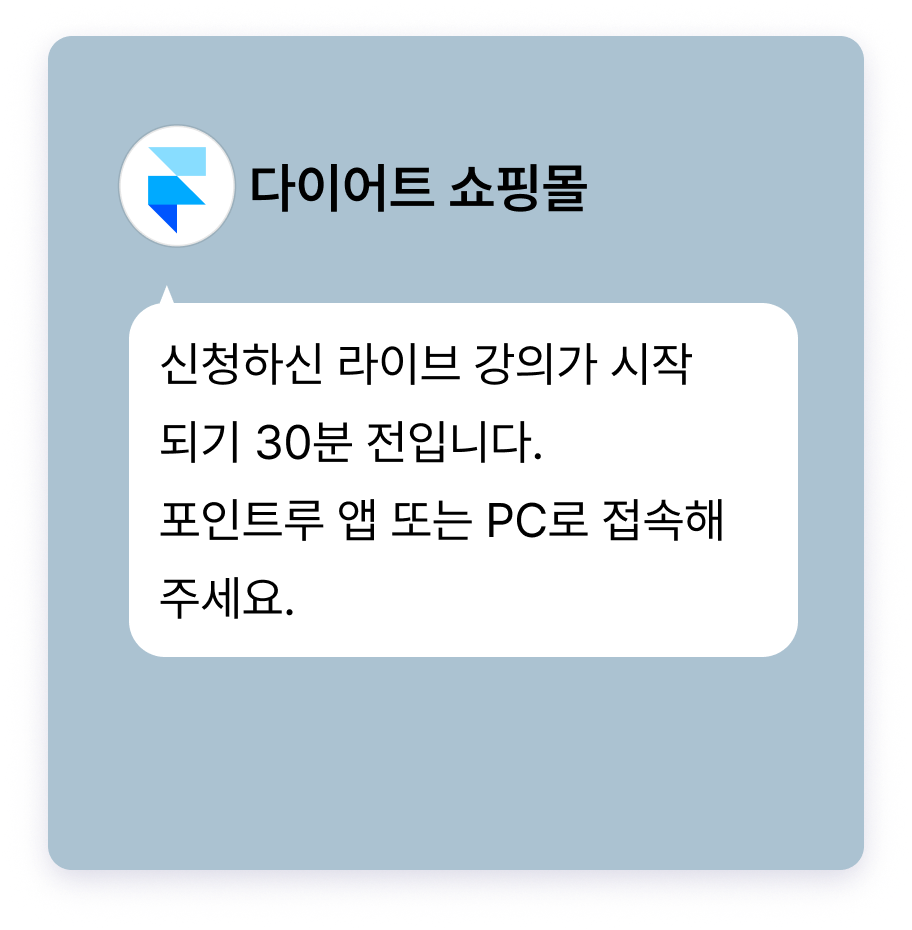 다이어트 쇼핑몰
신청하신 라이브 강의가 시작
되기 30분 전입니다.
포인트루 앱 또는 PC로 접속해
주세요.